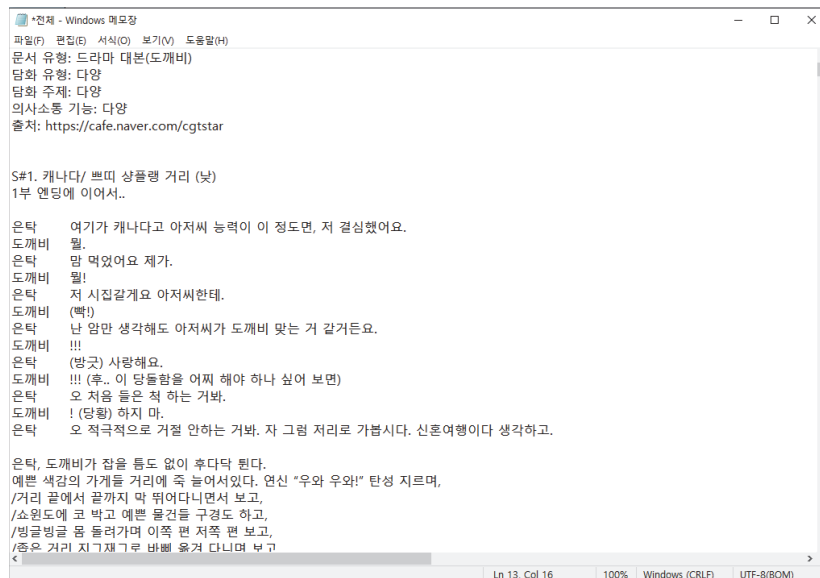 *전체 - Windows 메모장
파일(F) 편집(E) 서식(O) 보기(V) 도움말(H)
문서 유형: 드라마 대본(도깨비)
담화 유형: 다양
담화 주제: 다양
의사소통 기능: 다양
출처: https://cafe.naver.com/cgtstar
S#1. 캐나다/ 쁘띠 샹플랭 거리 (낮)
1부 엔딩에 이어서..
은탁 여기가 캐나다고 아저씨 능력이 이 정도면, 저 결심했어요.
도깨비 뭘.
은탁 맘 먹었어요 제가.
도깨비 뭘!
은탁 저 시집갈게요 아저씨한테.
도깨비 (빡!)
은탁 난 암만 생각해도 아저씨가 도깨비 맞는 거 같거든요.
도깨비 !!!
은탁 (방긋) 사랑해요.
도깨비 !!! (후.. 이 당돌함을 어찌 해야 하나 싶어 보면)
은탁 오 처음 들은 척 하는 거봐.
도깨비 ! (당황) 하지 마.
은탁 오 적극적으로 거절 안하는 거봐. 자 그럼 저리로 가봅시다. 신혼여행이다 생각하고.
은탁, 도깨비가 잡을 틈도 없이 후다닥 튄다.
예쁜 색감의 가게들 거리에 죽 늘어서있다. 연신 “우와 우와!” 탄성 지르며,
/거리 끝에서 끝까지 막 뛰어다니면서 보고,
/쇼윈도에 코 박고 예쁜 물건들 구경도 하고,
/빙글빙글 몸 돌려가며 이쪽 편 저쪽 편 보고,
/좁은 거리 지그재그로 바삐 옮겨 다니며 보고
Ln 13, Col 16 100% Windows (CRLF) UTF-8(BOM)